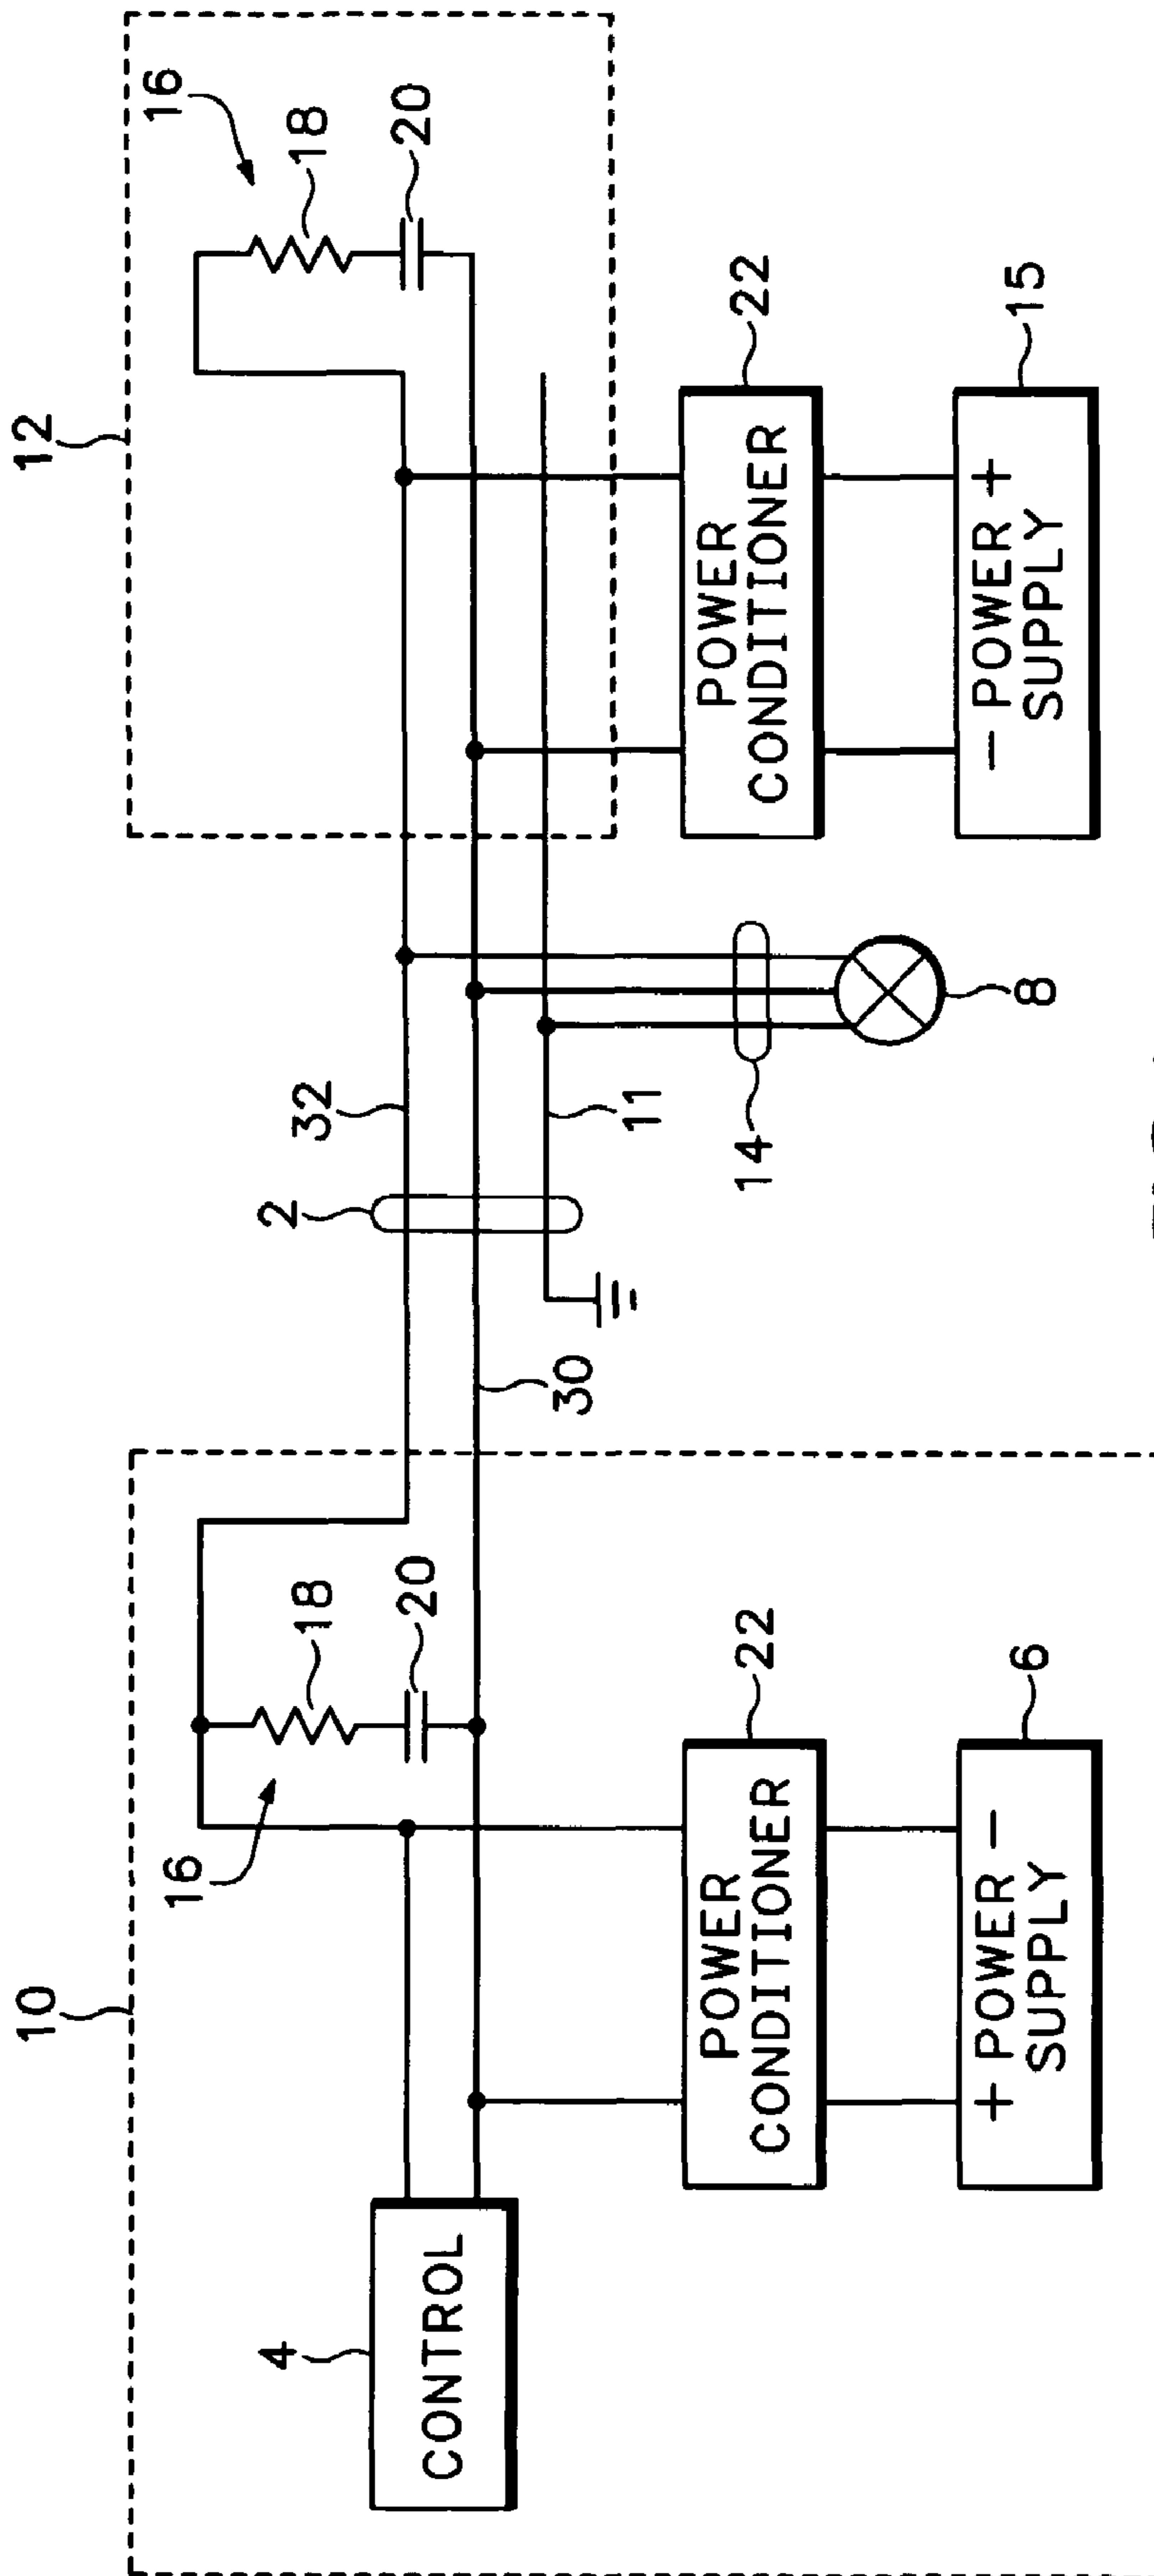 10
12
16
18
20
16
18
20
2
32
4
CONTROL
30
11
14
8
22
POWER
CONDITIONER
22
POWER
CONDITIONER
6
+ POWER −
SUPPLY
15
− POWER +
SUPPLY